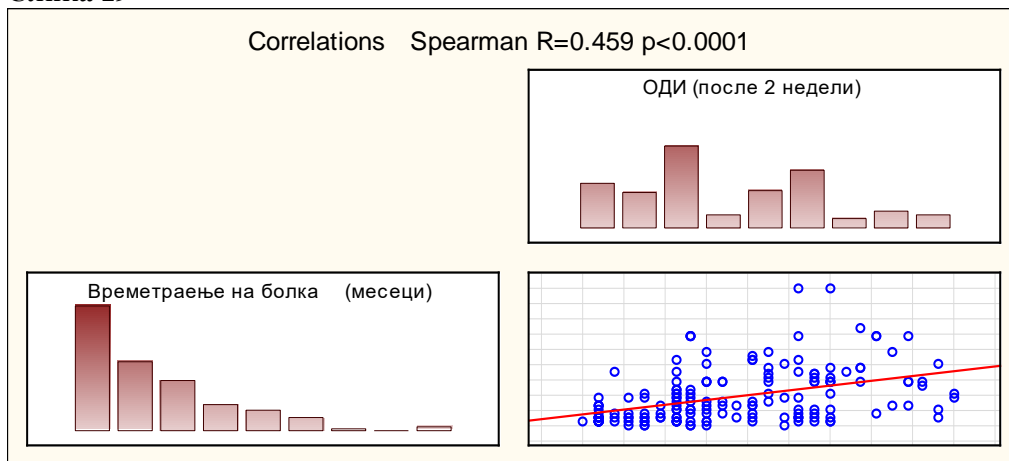 Correlations Spearman R=0.459 p<0.0001
ОДИ (после 2 недели)
Времетраење на болка (месеци)